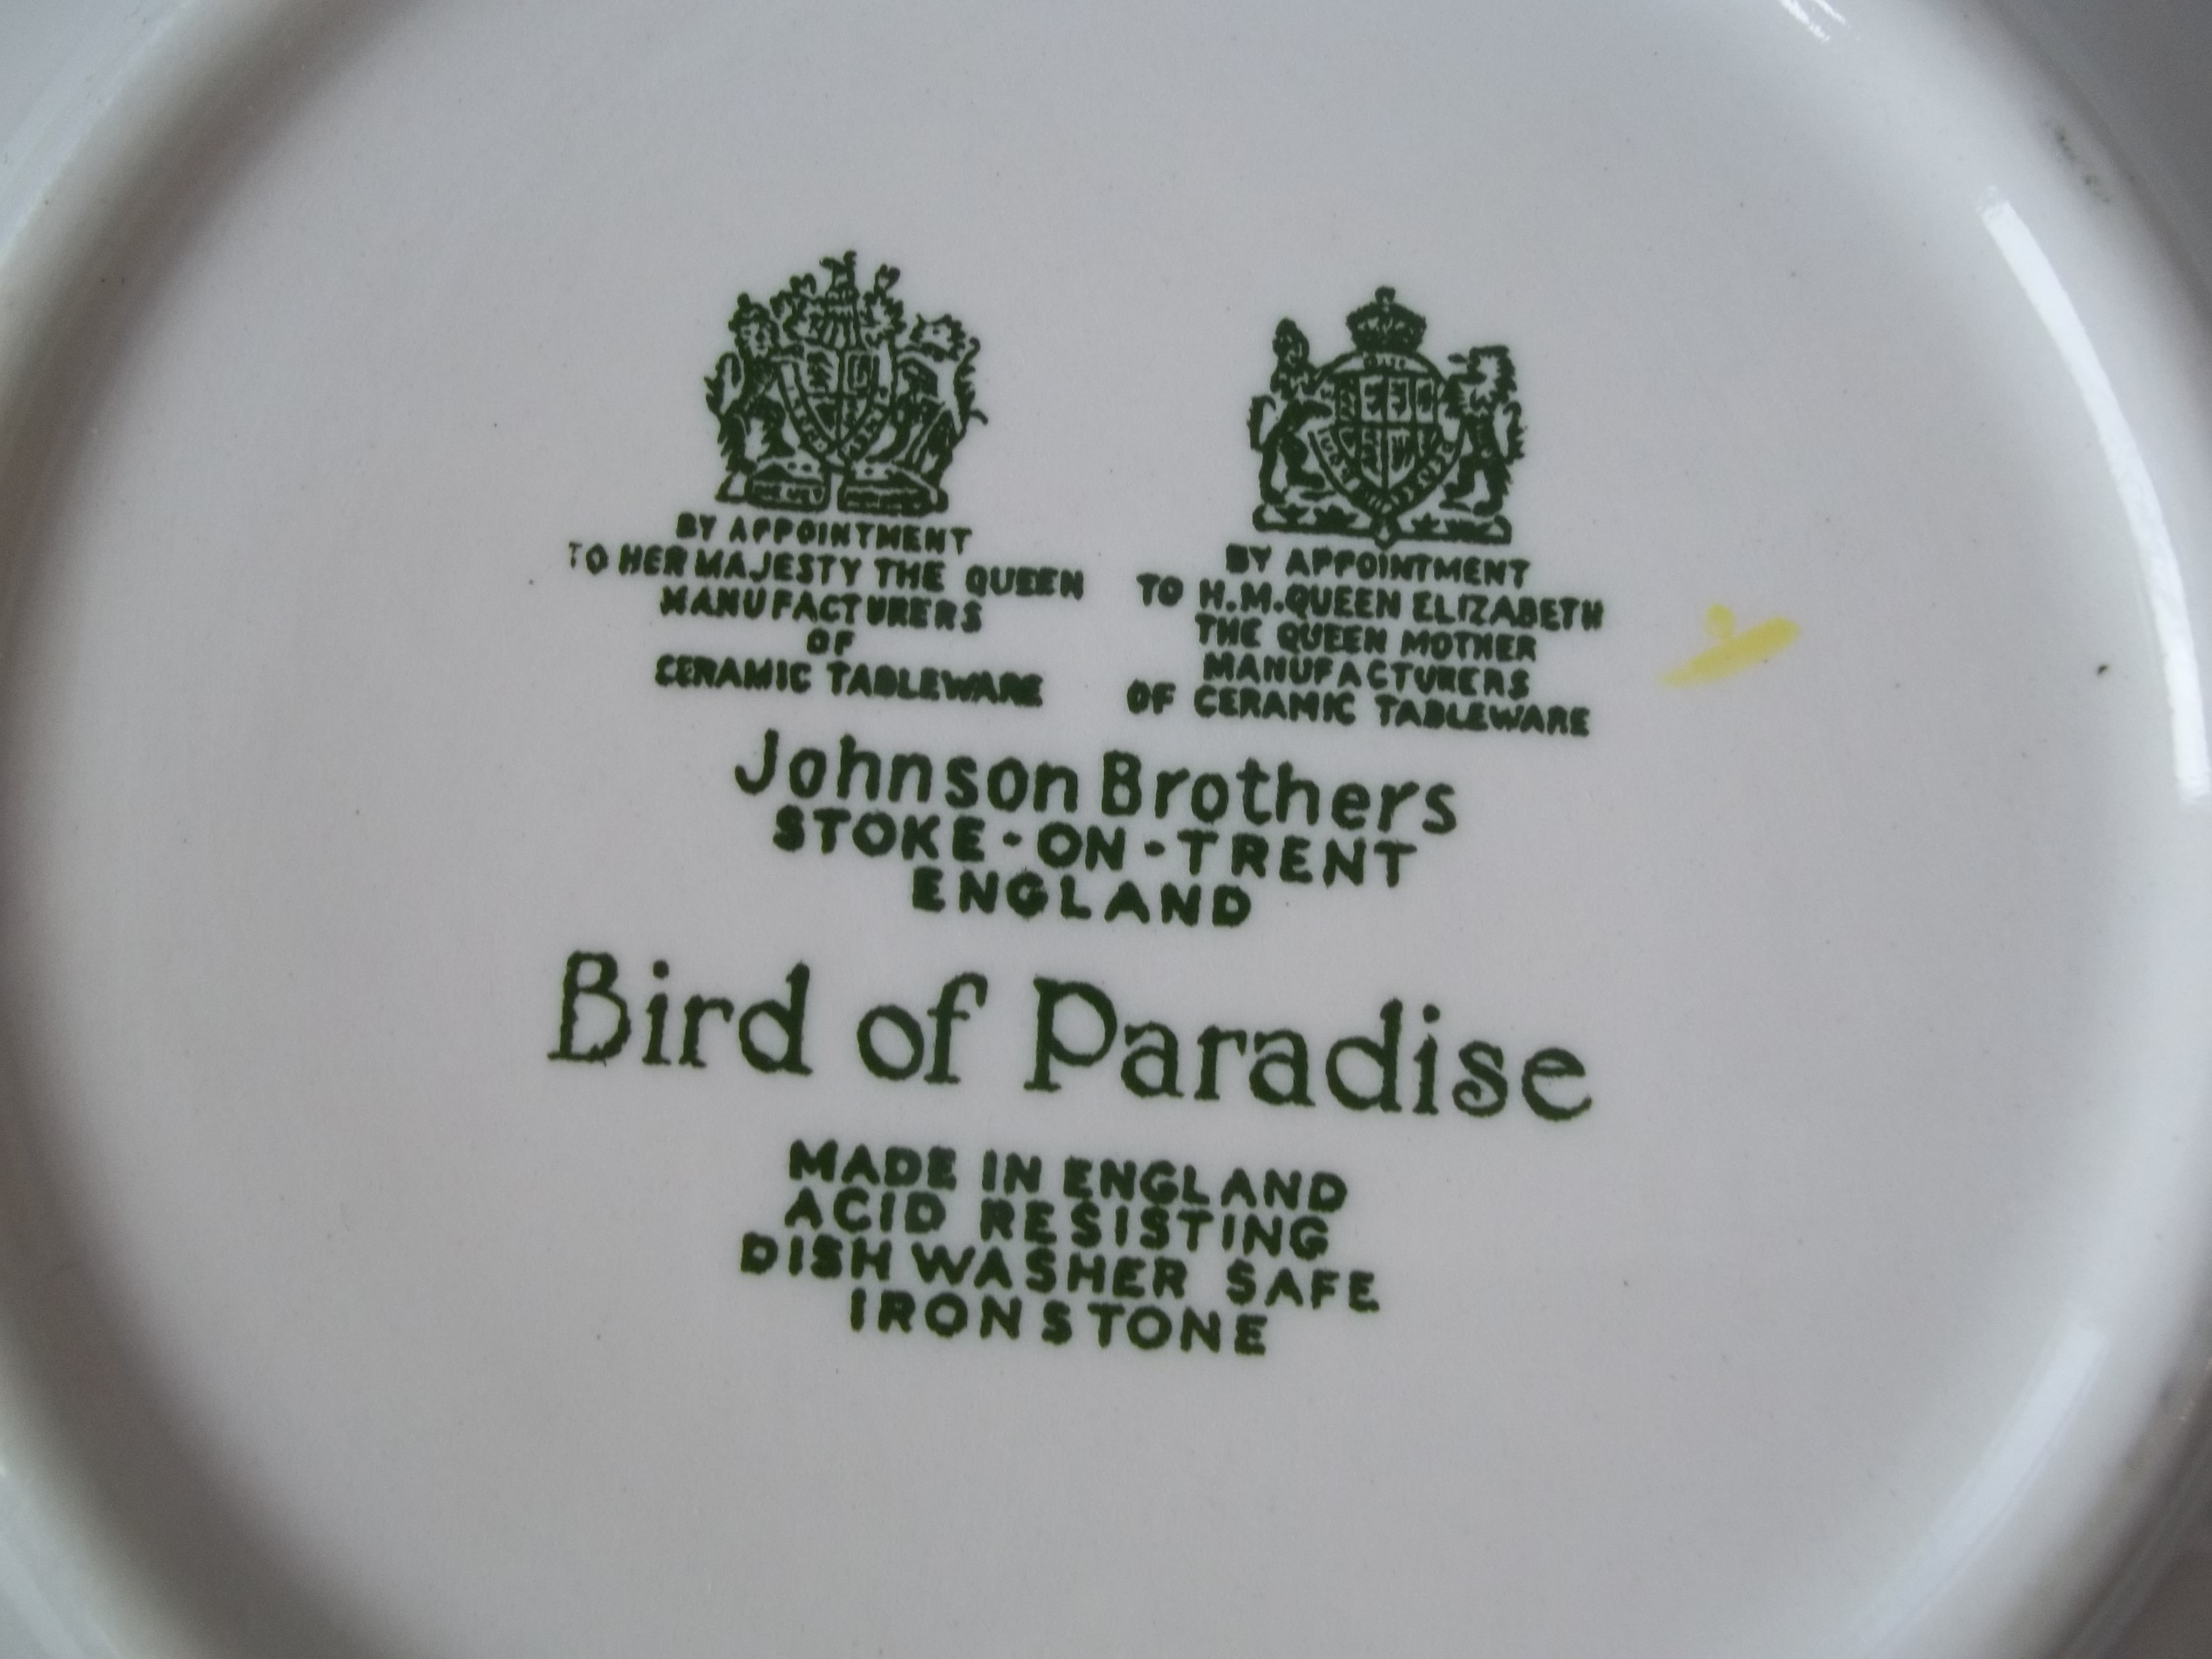 BY APPOINTMENT
TO HER MAJESTY THE QUEEN
MANUFACTURERS
OF
CERAMIC TABLEWARE
BY APPOINTMENT
TO H.M.QUEEN ELIZABETH
THE QUEEN MOTHER
MANUFACTURERS
OF CERAMIC TABLEWARE
Johnson Brothers
STOKE-ON-TRENT
ENGLAND
Bird of Paradise
MADE IN ENGLAND
ACID RESISTING
DISH WASHER SAFE
IRONSTONE